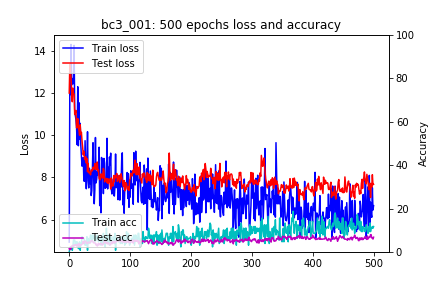 bc3_001: 500 epochs loss and accuracy
Train loss
Test loss
Train acc
Test acc
Loss
14
12
10
8
6
Accuracy
100
80
60
40
20
0
0 100 200 300 400 500